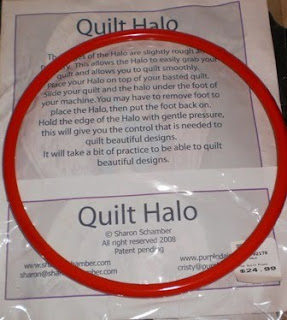 Quilt Halo
The edges of the Halo are slightly rough and
This allows the Halo to easily grab your
quilt and allows you to quilt smoothly.
Place your Halo on top of your basted quilt.
Slide your quilt and the halo under the foot of
your machine. You may have to remove foot to
place the Halo, then put the foot back on.
Hold the edge of the Halo with gentle pressure,
this will give you the control that is needed to
quilt beautiful designs.
It will take a bit of practice to be able to quilt
beautiful designs.
Quilt Halo
© Sharon Schamber
All right reserved 2008
Patent pending
$24.99